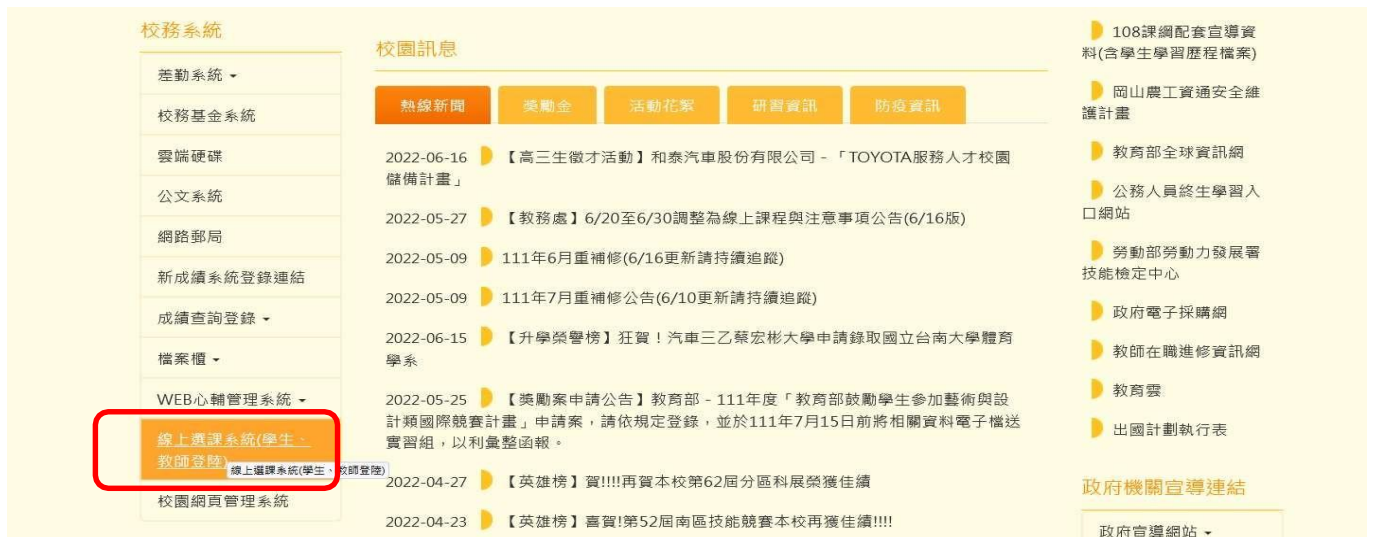 校務系統
差勤系統
校務基金系統
雲端硬碟
公文系統
網路郵局
新成績系統登錄連結
成績查詢登錄
檔案櫃
WEB心輔管理系統
線上選課系統(學生、
教師登陸)
線上選課系統(學生、教師登陸)
校園網頁管理系統
校園訊息
熱線新聞
獎勵金
活動花絮
研習資訊
防疫資訊
2022-06-16 【高三生徵才活動】和泰汽車股份有限公司 - 「TOYOTA服務人才校園
儲備計畫」
2022-05-27 【教務處】6/20至6/30調整為線上課程與注意事項公告(6/16版)
2022-05-09 111年6月重補修(6/16更新請持續追蹤)
2022-05-09 111年7月重補修公告(6/10更新請持續追蹤)
2022-06-15 【升學榮譽榜】狂賀！汽車三乙蔡宏彬大學申請錄取國立台南大學體育
學系
2022-05-25 【獎勵案申請公告】教育部 - 111年度「教育部鼓勵學生參加藝術與設
計類國際競賽計畫」申請案，請依規定登錄，並於111年7月15日前將相關資料電子檔送
實習組，以利彙整函報。
2022-04-27 【英雄榜】賀!!!!再賀本校第62屆分區科展榮獲佳績
2022-04-23 【英雄榜】喜賀!第52屆南區技能競賽本校再獲佳績!!!!
108課綱配套宣導資
料(含學生學習歷程檔案)
岡山農工資通安全維
護計畫
教育部全球資訊網
公務人員終生學習入
口網站
勞動部勞動力發展署
技能檢定中心
政府電子採購網
教師在職進修資訊網
教育雲
出國計劃執行表
政府機關宣導連結
政府宣導網站